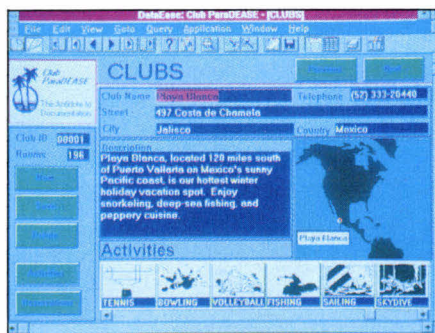 DataEase: Club ParaDEASE - [CLUBS]
File Edit View Goto Query Application Window Help
Club
ParaDEASE
The Antidote to
Documentation
CLUBS
Club Name Playa Blanca Telephone (52) 333-20440
Street 497 Costa de Chamela
City Jalisco Country Mexico
Club ID 00001
Rooms 196
Description
Playa Blanca, located 120 miles south
of Puerto Vallarta on Mexico's sunny
Pacific coast, is our hottest winter
holiday vacation spot. Enjoy
snorkeling, deep-sea fishing, and
peppery cuisine.
Playa Blanca
Activities
TENNIS BOWLING VOLLEYBALL FISHING SAILING SKYDIVE